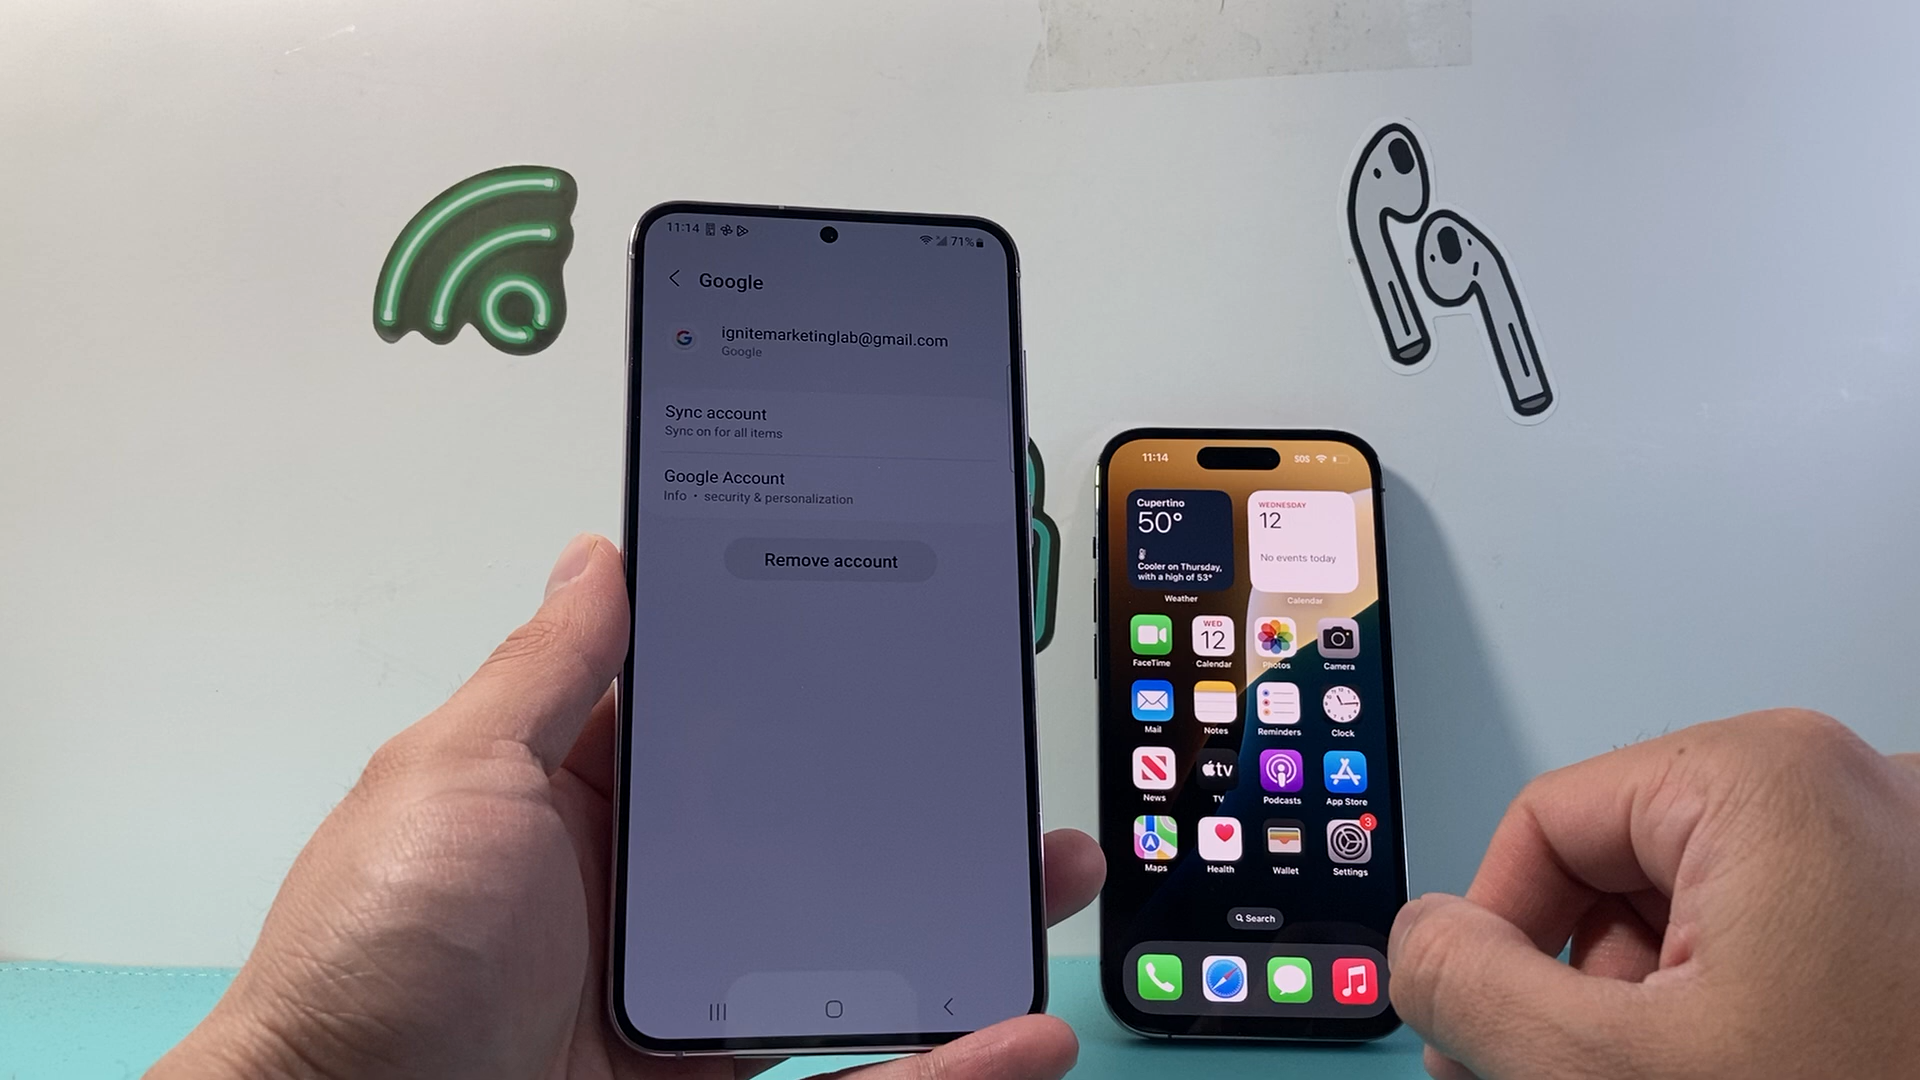 11:14
71%
Google
ignitemarketinglab@gmail.com
Google
Sync account
Sync on for all items
Google Account
Info • security & personalization
Remove account
11:14
SOS
Cupertino
50°
Cooler on Thursday,
with a high of 53°
Weather
WEDNESDAY
12
No events today
Calendar
FaceTime
WED
12
Calendar
Photos
Camera
Mail
Notes
Reminders
Clock
News
tv
TV
Podcasts
App Store
Maps
Health
Wallet
3
Settings
Search